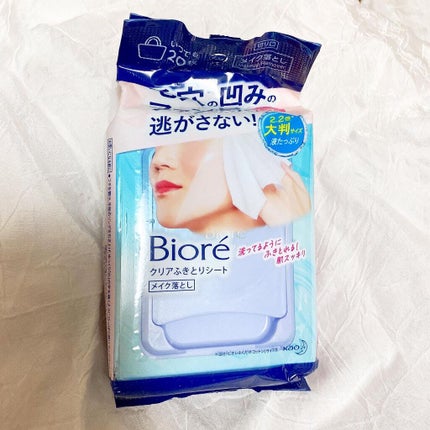 いつでも
20
メイク落とし
Makeup Remover
毛穴の凹みの
逃がさない!
2.2倍*
大判サイズ
液たっぷり
Bioré
洗ってるように
ふきとれる!
肌スッキリ
クリアふきとりシート
メイク落とし
Kao